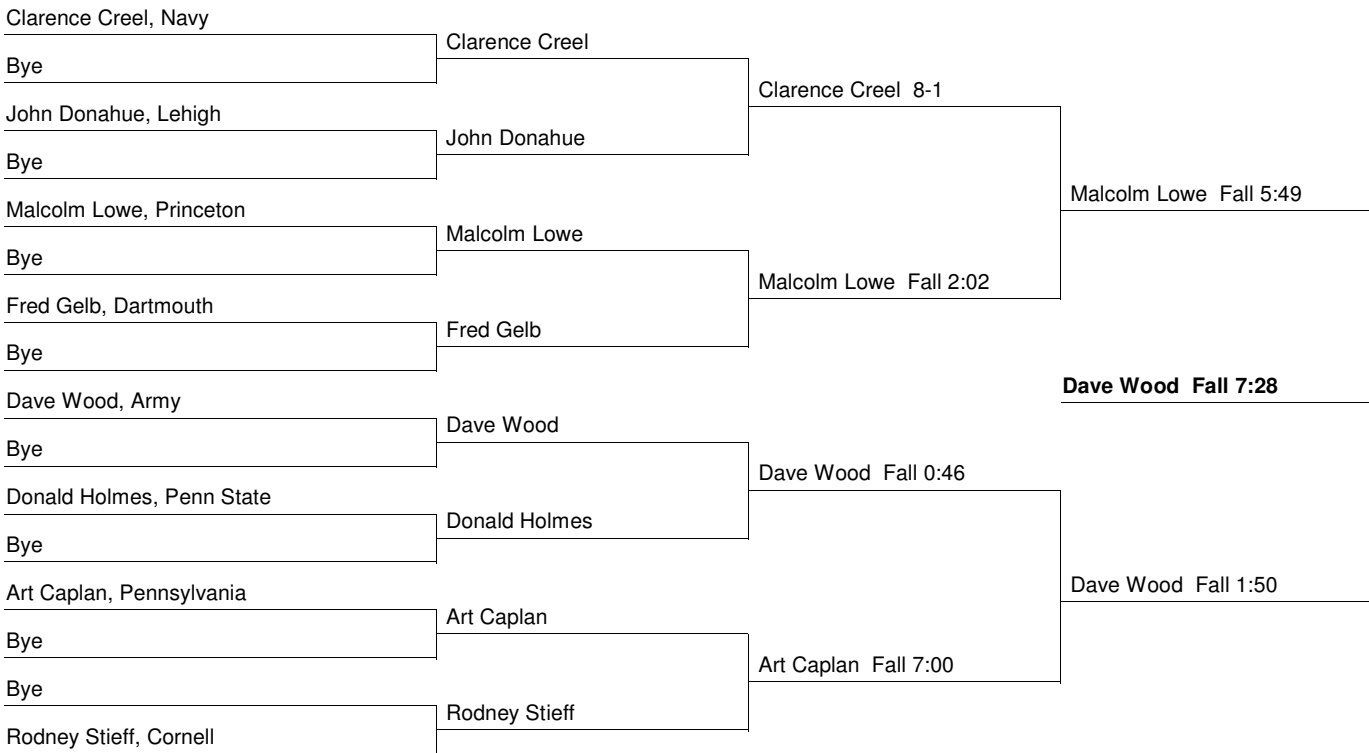 Clarence Creel, Navy
Bye
John Donahue, Lehigh
Bye
Malcolm Lowe, Princeton
Bye
Fred Gelb, Dartmouth
Bye
Dave Wood, Army
Bye
Donald Holmes, Penn State
Bye
Art Caplan, Pennsylvania
Bye
Bye
Rodney Stieff, Cornell
Clarence Creel
John Donahue
Malcolm Lowe
Fred Gelb
Dave Wood
Donald Holmes
Art Caplan
Rodney Stieff
Clarence Creel 8-1
Malcolm Lowe Fall 2:02
Dave Wood Fall 0:46
Art Caplan Fall 7:00
Malcolm Lowe Fall 5:49
Dave Wood Fall 7:28
Dave Wood Fall 1:50